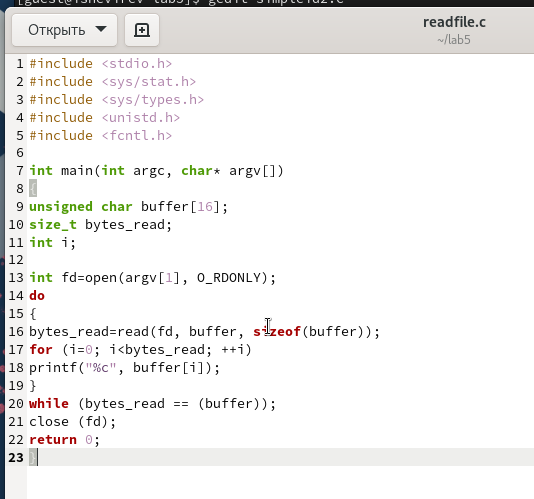 [guest@ishevirev lab5]$ gedit simpleid2.c
Открыть
readfile.c
~/lab5
1 #include <stdio.h>
2 #include <sys/stat.h>
3 #include <sys/types.h>
4 #include <unistd.h>
5 #include <fcntl.h>
6
7 int main(int argc, char* argv[])
8 {
9 unsigned char buffer[16];
10 size_t bytes_read;
11 int i;
12
13 int fd=open(argv[1], O_RDONLY);
14 do
15 {
16 bytes_read=read(fd, buffer, sizeof(buffer));
17 for (i=0; i<bytes_read; ++i)
18 printf("%c", buffer[i]);
19 }
20 while (bytes_read == (buffer));
21 close (fd);
22 return 0;
23 }